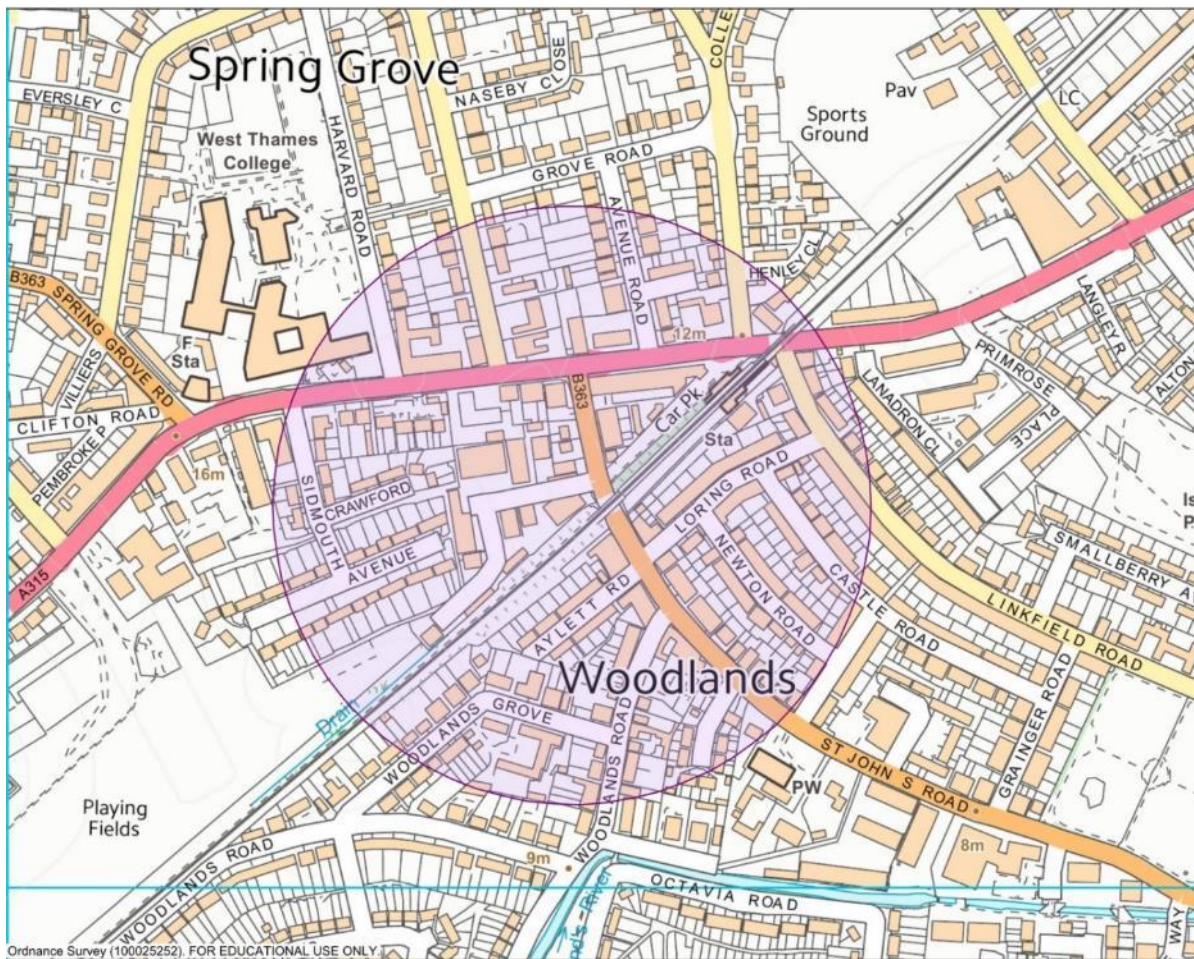 Spring Grove
COLLE
EVERSLEY C
NASEBY CLOSE
Pav
LC
Sports
Ground
West Thames
College
HARVARD ROAD
GROVE ROAD
AVENUE ROAD
HENLEY CL
B363 SPRING GROVE RD
LANGLEY R
12m
F
Sta
VILLIERS
PRIMROSE
PLACE
ALTON
B363
Car Pk
LANADRON CL
CLIFTON ROAD
PEMBROKE P
Sta
16m
SIDMOUTH
AVENUE
CRAWFORD
LORING ROAD
Is
P
NEWTON ROAD
SMALLBERRY A
CASTLE ROAD
A315
AYLETT RD
LINKFIELD ROAD
Woodlands
GRAINGER ROAD
Drain
WOODLANDS GROVE
WOODLANDS ROAD
ST JOHN S ROAD
PW
Playing
Fields
8m
9m
WOODLANDS ROAD
OCTAVIA ROAD
River
WAY
Ordnance Survey (100025252). FOR EDUCATIONAL USE ONLY.